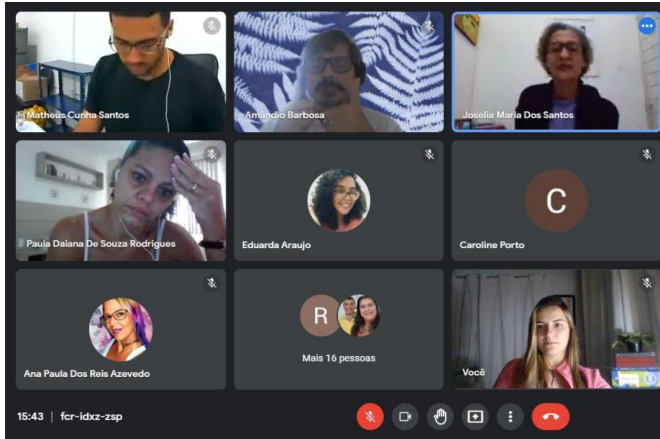 Matheus Cunha Santos
Amândio Barbosa
Joselia Maria Dos Santos
Paula Daiana De Souza Rodrigues
Eduarda Araujo
C
Caroline Porto
Ana Paula Dos Reis Azevedo
R
Mais 16 pessoas
Você
15:43 | fcr-idxz-zsp